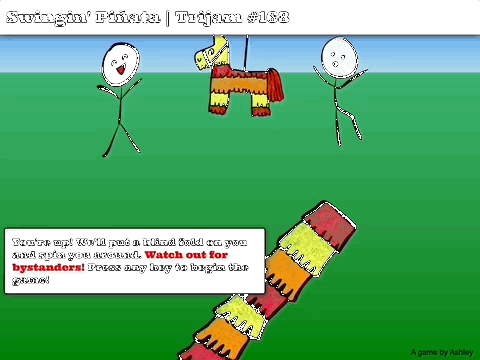 Swingin' Piñata | Trijam #168
You're up! We'll put a blind fold on you
and spin you around. Watch out for
bystanders! Press any key to begin the
game!
A game by Ashley